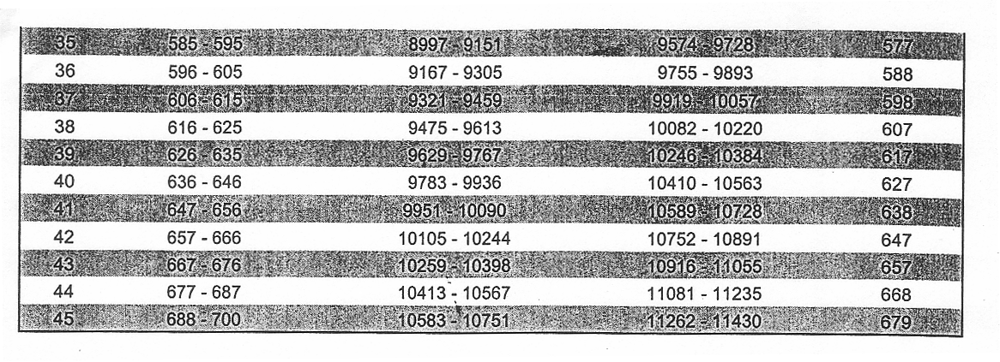 35 585 - 595 8997 - 9151 9574 - 9728 577
36 596 - 605 9167 - 9305 9755 - 9893 588
37 606 - 615 9321 - 9459 9919 - 10057 598
38 616 - 625 9475 - 9613 10082 - 10220 607
39 626 - 635 9629 - 9767 10246 - 10384 617
40 636 - 646 9783 - 9936 10410 - 10563 627
41 647 - 656 9951 - 10090 10589 - 10728 638
42 657 - 666 10105 - 10244 10752 - 10891 647
43 667 - 676 10259 - 10398 10916 - 11055 657
44 677 - 687 10413 - 10567 11081 - 11235 668
45 688 - 700 10583 - 10751 11262 - 11430 679